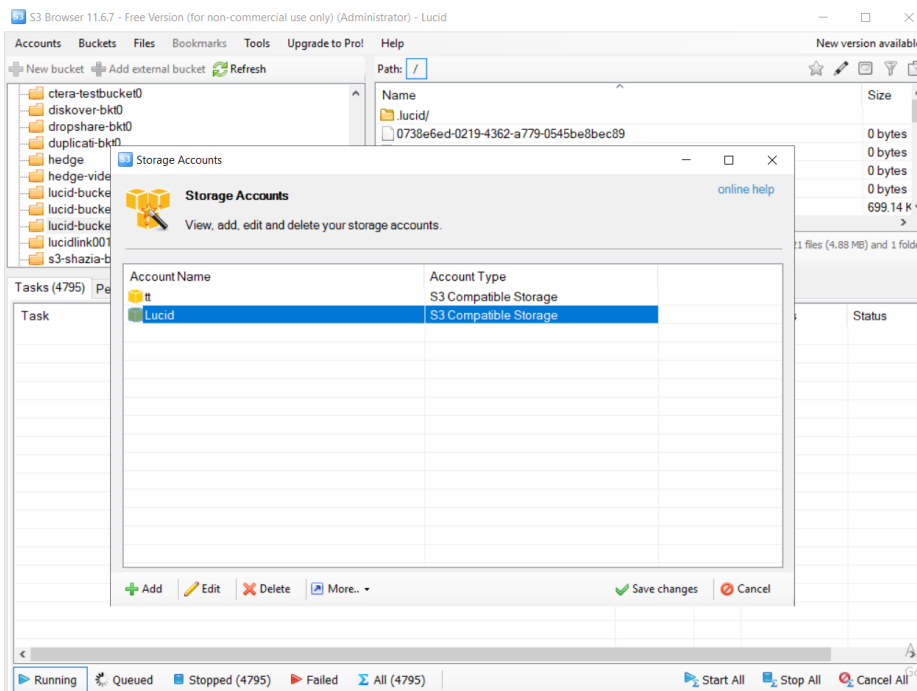 S3 Browser 11.6.7 - Free Version (for non-commercial use only) (Administrator) - Lucid
Accounts Buckets Files Bookmarks Tools Upgrade to Pro! Help New version available
New bucket Add external bucket Refresh Path: /
ctera-testbucket0
diskover-bkt0
dropshare-bkt0
duplicati-bkt0
hedge
hedge-vide
lucid-bucke
lucid-bucke
lucid-bucke
lucidlink001
s3-shazia-b
Name Size
.lucid/
0738e6ed-0219-4362-a779-0545be8bec89 0 bytes
0 bytes
0 bytes
0 bytes
699.14 K
21 files (4.88 MB) and 1 folde
S3 Storage Accounts
Storage Accounts online help
View, add, edit and delete your storage accounts.
Account Name Account Type
tt S3 Compatible Storage
Lucid S3 Compatible Storage
Add Edit Delete More.. Save changes Cancel
Tasks (4795) Pe
Task Status
Running Queued Stopped (4795) Failed All (4795) Start All Stop All Cancel All